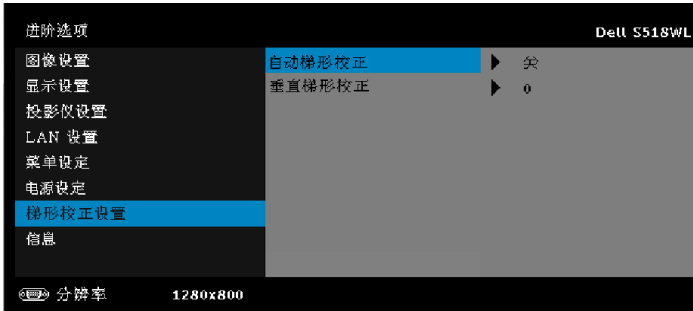 进阶选项 Dell S518WL
图像设置 自动梯形校正 关
显示设置 垂直梯形校正 0
投影仪设置
LAN 设置
菜单设定
电源设定
梯形校正设置
信息
分辨率 1280x800